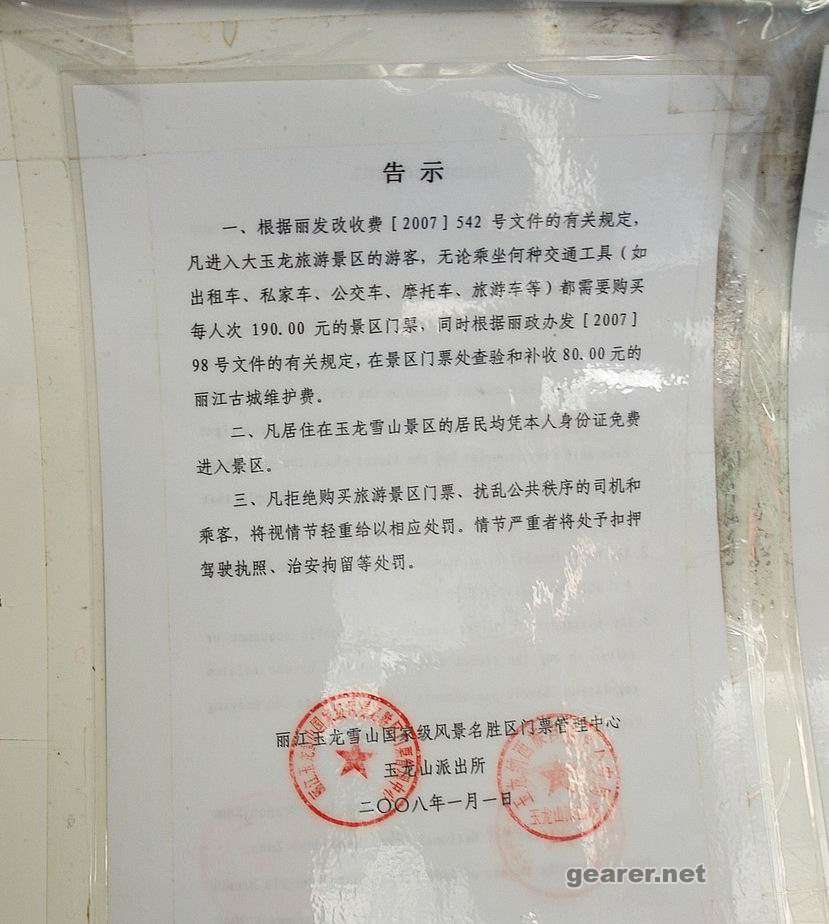 告示
一、根据丽发改收费[2007]542 号文件的有关规定，
凡进入大玉龙旅游景区的游客，无论乘坐何种交通工具（如
出租车、私家车、公交车、摩托车、旅游车等）都需要购买
每人次 190.00 元的景区门票，同时根据丽政办发[2007]
98号文件的有关规定，在景区门票处查验和补收80.00元的
丽江古城维护费。
二、凡居住在玉龙雪山景区的居民均凭本人身份证免费
进入景区。
三、凡拒绝购买旅游景区门票、扰乱公共秩序的司机和
乘客，将视情节轻重给以相应处罚。情节严重者将处予扣押
驾驶执照、治安拘留等处罚。
丽江玉龙雪山国家级风景名胜区门票管理中心
玉龙山派出所
二〇〇八年一月一日
gearer.net